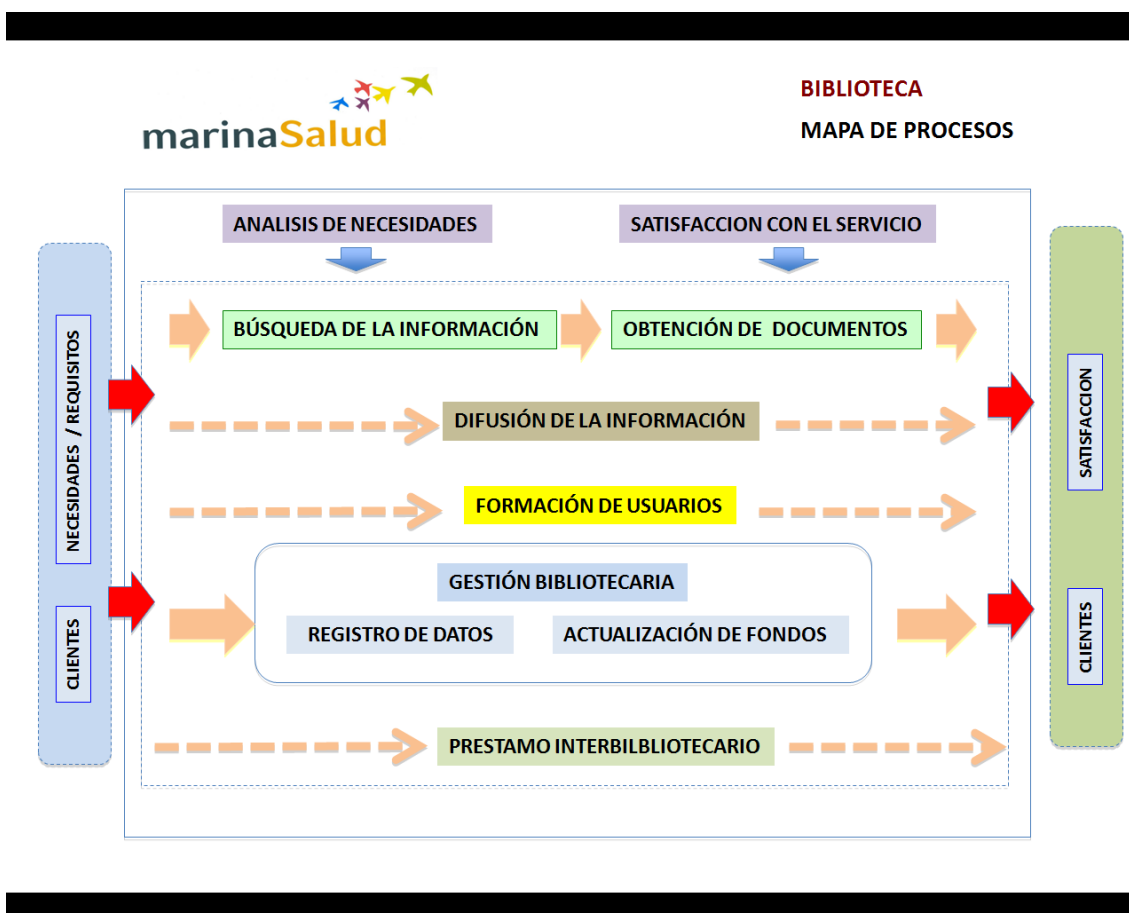 marinaSalud
BIBLIOTECA
MAPA DE PROCESOS
ANALISIS DE NECESIDADES
SATISFACCION CON EL SERVICIO
NECESIDADES / REQUISITOS
CLIENTES
BÚSQUEDA DE LA INFORMACIÓN
OBTENCIÓN DE DOCUMENTOS
DIFUSIÓN DE LA INFORMACIÓN
FORMACIÓN DE USUARIOS
GESTIÓN BIBLIOTECARIA
REGISTRO DE DATOS
ACTUALIZACIÓN DE FONDOS
PRESTAMO INTERBILBLIOTECARIO
SATISFACCION
CLIENTES